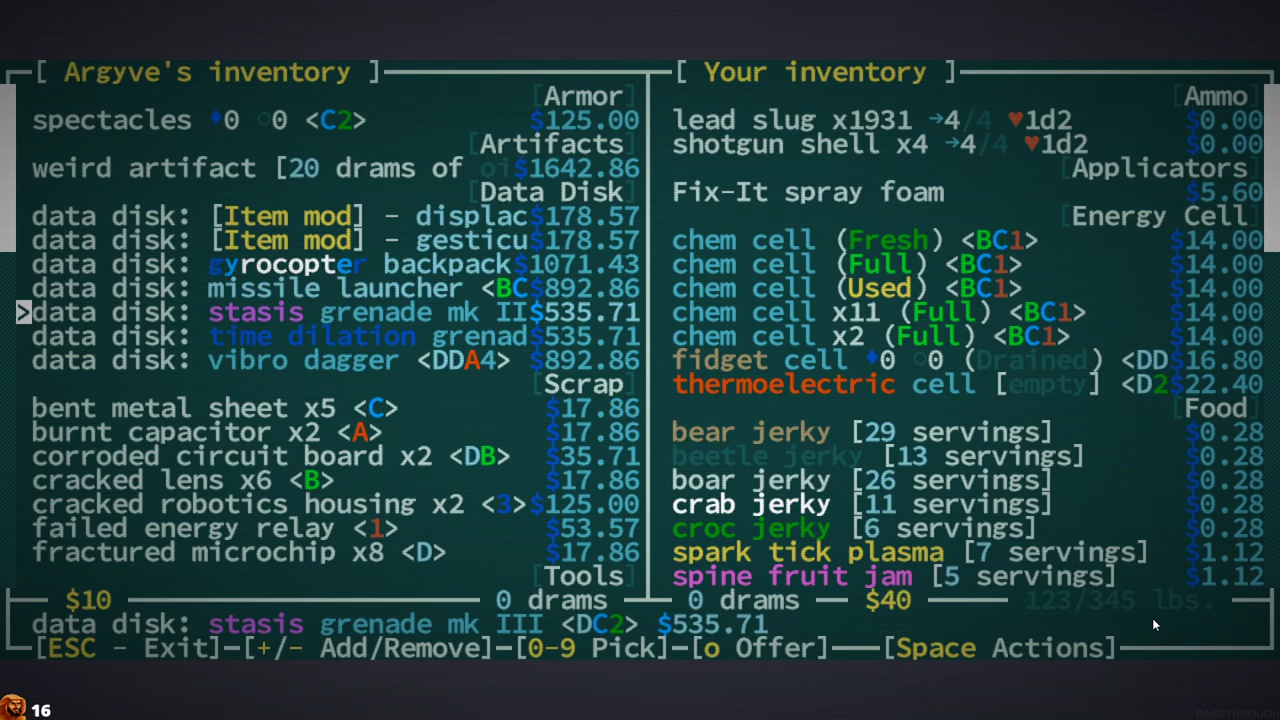 [ Argyve's inventory ]
[Armor]
spectacles ♦0 ○0 <C2> $125.00
[Artifacts]
weird artifact [20 drams of oi $1642.86
[Data Disk]
data disk: [Item mod] - displac $178.57
data disk: [Item mod] - gesticu $178.57
data disk: gyrocopter backpack $1071.43
data disk: missile launcher <BC $892.86
>data disk: stasis grenade mk II $535.71
data disk: time dilation grenad $535.71
data disk: vibro dagger <DDA4> $892.86
[Scrap]
bent metal sheet x5 <C> $17.86
burnt capacitor x2 <A> $17.86
corroded circuit board x2 <DB> $35.71
cracked lens x6 <B> $17.86
cracked robotics housing x2 <3> $125.00
failed energy relay <1> $53.57
fractured microchip x8 <D> $17.86
[Tools]
[ Your inventory ]
[Ammo]
lead slug x1931 →4/4 ♥1d2 $0.00
shotgun shell x4 →4/4 ♥1d2 $0.00
[Applicators]
Fix-It spray foam $5.60
[Energy Cell]
chem cell (Fresh) <BC1> $14.00
chem cell (Full) <BC1> $14.00
chem cell (Used) <BC1> $14.00
chem cell x11 (Full) <BC1> $14.00
chem cell x2 (Full) <BC1> $14.00
fidget cell ♦0 ○0 (Drained) <DD $16.80
thermoelectric cell [empty] <D2 $22.40
[Food]
bear jerky [29 servings] $0.28
beetle jerky [13 servings] $0.28
boar jerky [26 servings] $0.28
crab jerky [11 servings] $0.28
croc jerky [6 servings] $0.28
spark tick plasma [7 servings] $1.12
spine fruit jam [5 servings] $1.12
$10 0 drams 0 drams $40 123/345 lbs.
data disk: stasis grenade mk III <DC2> $535.71
[ESC - Exit]-[+/- Add/Remove]-[0-9 Pick]-[o Offer]-[Space Actions]
16
PASSTHROUGH